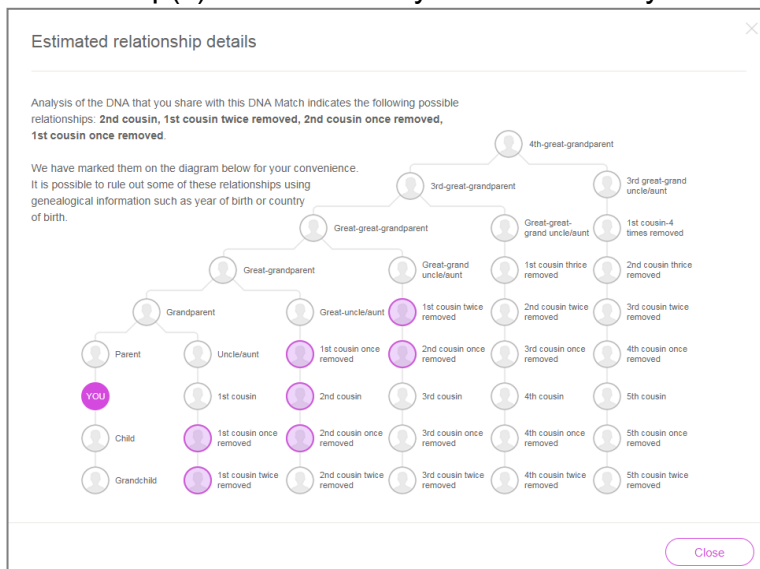 Estimated relationship details
Analysis of the DNA that you share with this DNA Match indicates the following possible
relationships: 2nd cousin, 1st cousin twice removed, 2nd cousin once removed,
1st cousin once removed.
We have marked them on the diagram below for your convenience.
It is possible to rule out some of these relationships using
genealogical information such as year of birth or country
of birth.
4th-great-grandparent
3rd-great-grandparent
3rd great-grand
uncle/aunt
Great-great-grandparent
Great-great-
grand uncle/aunt
1st cousin-4
times removed
Great-grandparent
Great-grand
uncle/aunt
1st cousin thrice
removed
2nd cousin thrice
removed
Grandparent
Great-uncle/aunt
1st cousin twice
removed
2nd cousin twice
removed
3rd cousin twice
removed
Parent
Uncle/aunt
1st cousin once
removed
2nd cousin once
removed
3rd cousin once
removed
4th cousin once
removed
YOU
1st cousin
2nd cousin
3rd cousin
4th cousin
5th cousin
Child
1st cousin once
removed
2nd cousin once
removed
3rd cousin once
removed
4th cousin once
removed
5th cousin once
removed
Grandchild
1st cousin twice
removed
2nd cousin twice
removed
3rd cousin twice
removed
4th cousin twice
removed
5th cousin twice
removed
Close